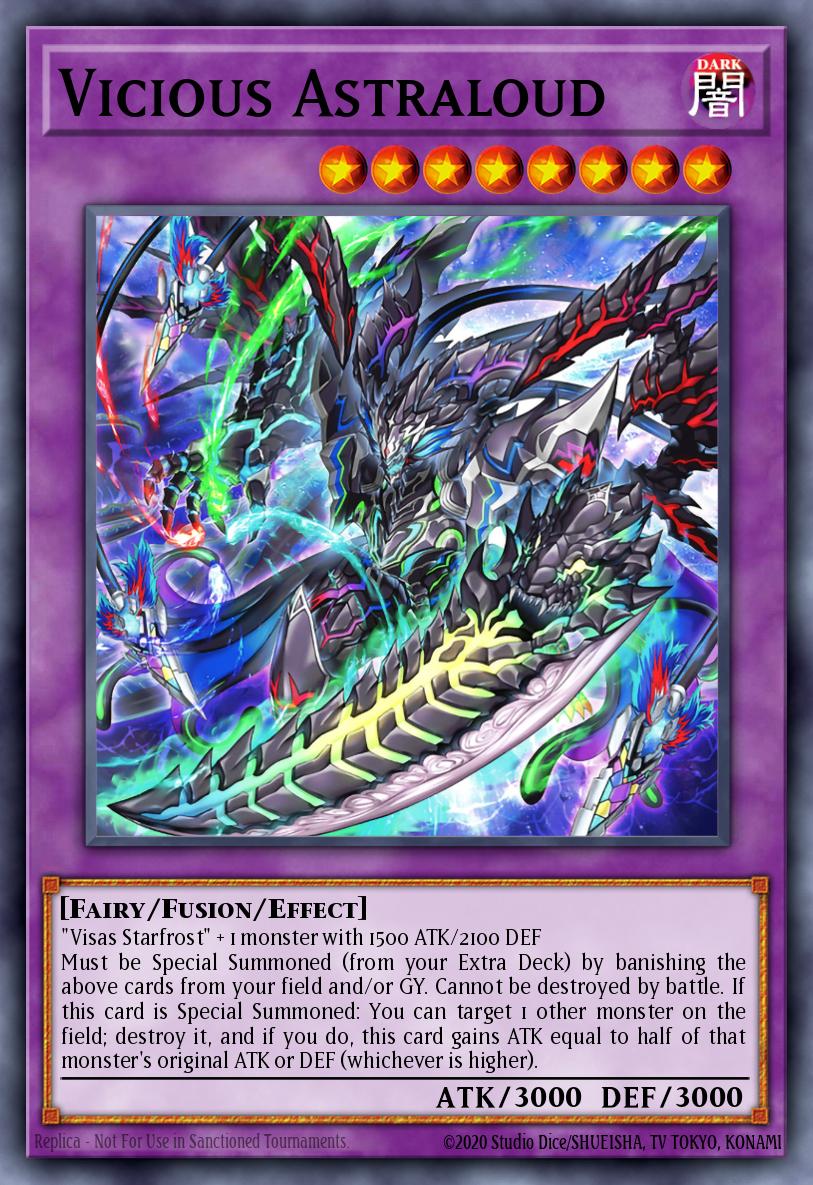 Vicious Astraloud
DARK
闇
[Fairy/Fusion/Effect]
"Visas Starfrost" + 1 monster with 1500 ATK/2100 DEF
Must be Special Summoned (from your Extra Deck) by banishing the
above cards from your field and/or GY. Cannot be destroyed by battle. If
this card is Special Summoned: You can target 1 other monster on the
field; destroy it, and if you do, this card gains ATK equal to half of that
monster's original ATK or DEF (whichever is higher).
ATK/3000 DEF/3000
Replica - Not For Use in Sanctioned Tournaments.
©2020 Studio Dice/SHUEISHA, TV TOKYO, KONAMI